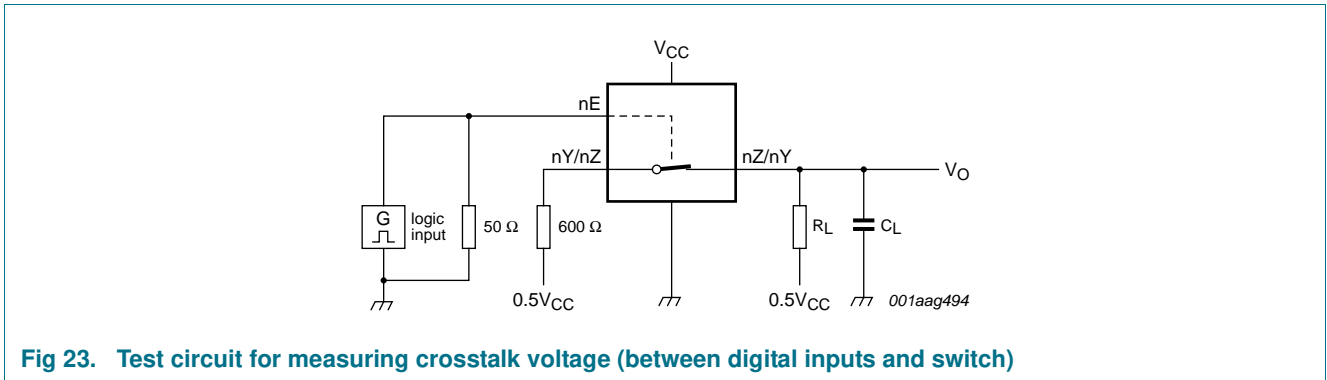 VCC
nE
nY/nZ
nZ/nY
VO
G
logic
input
50 Ω
600 Ω
RL
CL
0.5VCC
0.5VCC
001aag494
Fig 23. Test circuit for measuring crosstalk voltage (between digital inputs and switch)